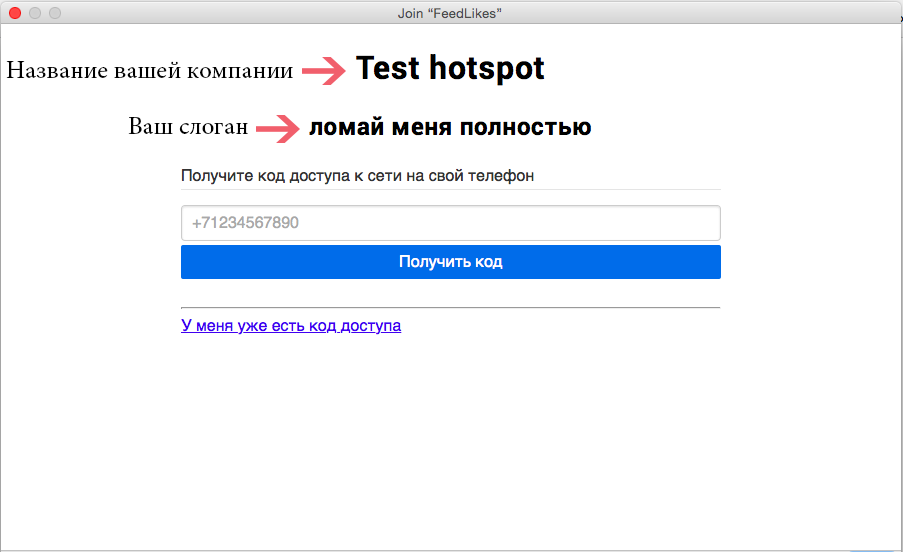 Join “FeedLikes”
Название вашей компании Test hotspot
Ваш слоган ломай меня полностью
Получите код доступа к сети на свой телефон
+71234567890
Получить код
У меня уже есть код доступа